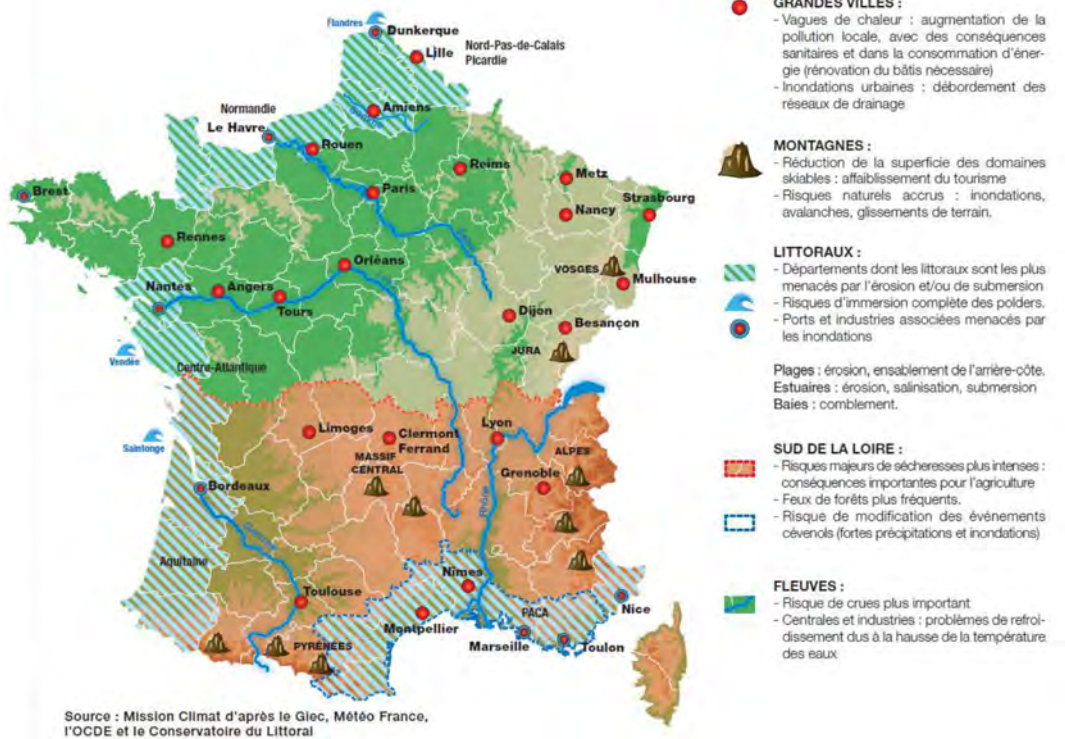 Flandres
Dunkerque
Lille
Nord-Pas-de-Calais
Picardie
Normandie
Amiens
Le Havre
Rouen
Reims
Metz
Brest
Paris
Strasbourg
Nancy
Rennes
Seine
Orléans
VOSGES
Mulhouse
Nantes
Angers
Tours
Dijon
Besançon
JURA
Vendée
Centre-Atlantique
Limoges
Clermont
Ferrand
Lyon
MASSIF
CENTRAL
ALPES
Grenoble
Saintonge
Bordeaux
Rhône
Garonne
Aquitaine
Nîmes
Toulouse
PACA
Nice
Montpellier
Marseille
Toulon
PYRÉNÉES
Source : Mission Climat d'après le Giec, Météo France,
l'OCDE et le Conservatoire du Littoral
GRANDES VILLES :
- Vagues de chaleur : augmentation de la
pollution locale, avec des conséquences
sanitaires et dans la consommation d'éner-
gie (rénovation du bâtis nécessaire)
- Inondations urbaines : débordement des
réseaux de drainage
MONTAGNES :
- Réduction de la superficie des domaines
skiables : affaiblissement du tourisme
- Risques naturels accrus : inondations,
avalanches, glissements de terrain.
LITTORAUX :
- Départements dont les littoraux sont les plus
menacés par l'érosion et/ou de submersion
- Risques d'immersion complète des polders.
- Ports et industries associées menacés par
les inondations
Plages : érosion, ensablement de l'arrière-côte.
Estuaires : érosion, salinisation, submersion
Baies : comblement.
SUD DE LA LOIRE :
- Risques majeurs de sécheresses plus intenses :
conséquences importantes pour l'agriculture
- Feux de forêts plus fréquents.
- Risque de modification des événements
cévenols (fortes précipitations et inondations)
FLEUVES :
- Risque de crues plus important
- Centrales et industries : problèmes de refroi-
dissement dus à la hausse de la température
des eaux